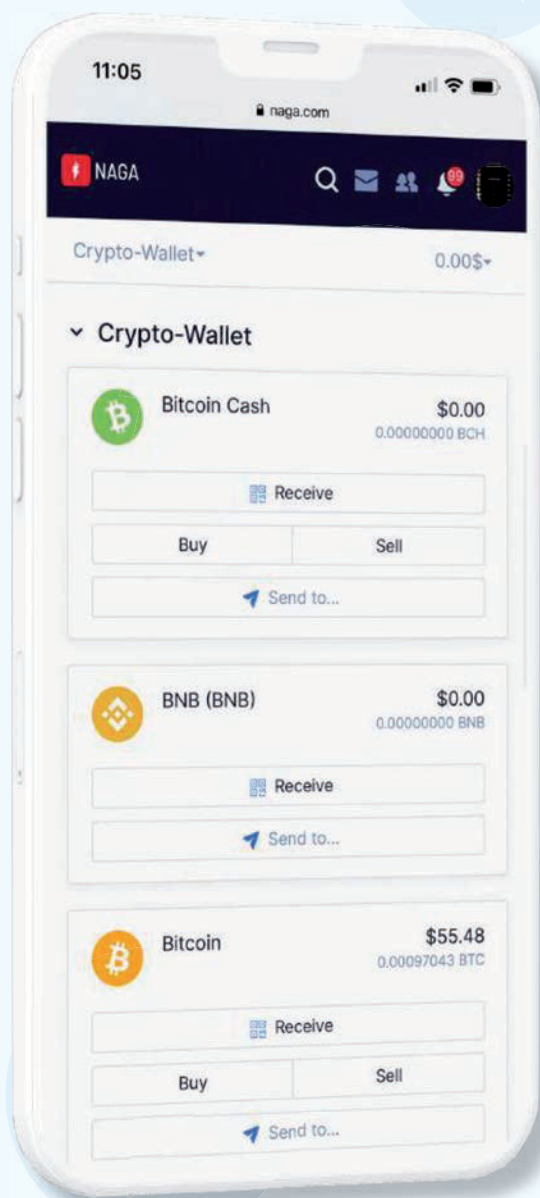 11:05
naga.com
NAGA
99
Crypto-Wallet
0.00$
Crypto-Wallet
Bitcoin Cash
$0.00
0.00000000 BCH
Receive
Buy Sell
Send to...
BNB (BNB)
$0.00
0.00000000 BNB
Receive
Send to...
Bitcoin
$55.48
0.00097043 BTC
Receive
Buy Sell
Send to...